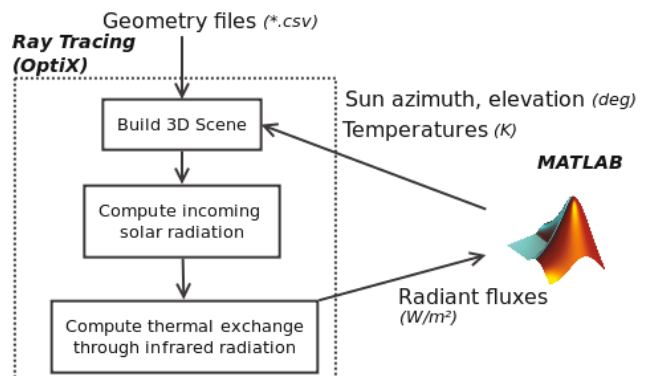 Geometry files (*.csv)
Ray Tracing
(OptiX)
Build 3D Scene
Sun azimuth, elevation (deg)
Temperatures (K)
MATLAB
Compute incoming
solar radiation
Radiant fluxes
(W/m²)
Compute thermal exchange
through infrared radiation